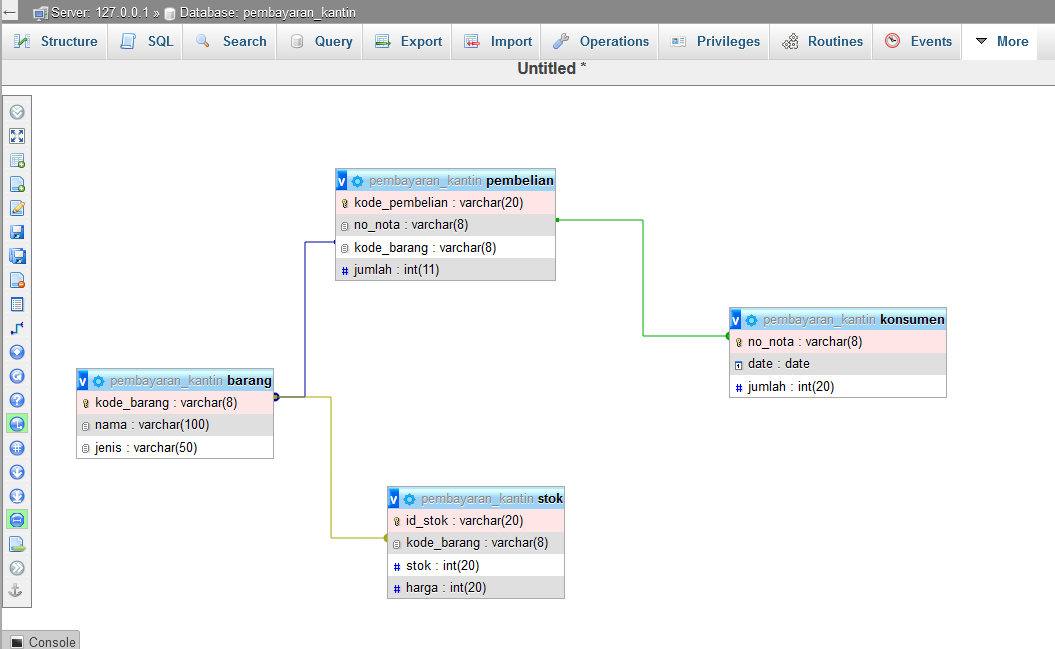 Server: 127.0.0.1 » Database: pembayaran_kantin
Structure SQL Search Query Export Import Operations Privileges Routines Events More
Untitled *
v pembayaran_kantin pembelian
kode_pembelian : varchar(20)
no_nota : varchar(8)
kode_barang : varchar(8)
# jumlah : int(11)
v pembayaran_kantin konsumen
no_nota : varchar(8)
date : date
# jumlah : int(20)
v pembayaran_kantin barang
kode_barang : varchar(8)
nama : varchar(100)
jenis : varchar(50)
v pembayaran_kantin stok
id_stok : varchar(20)
kode_barang : varchar(8)
# stok : int(20)
# harga : int(20)
Console